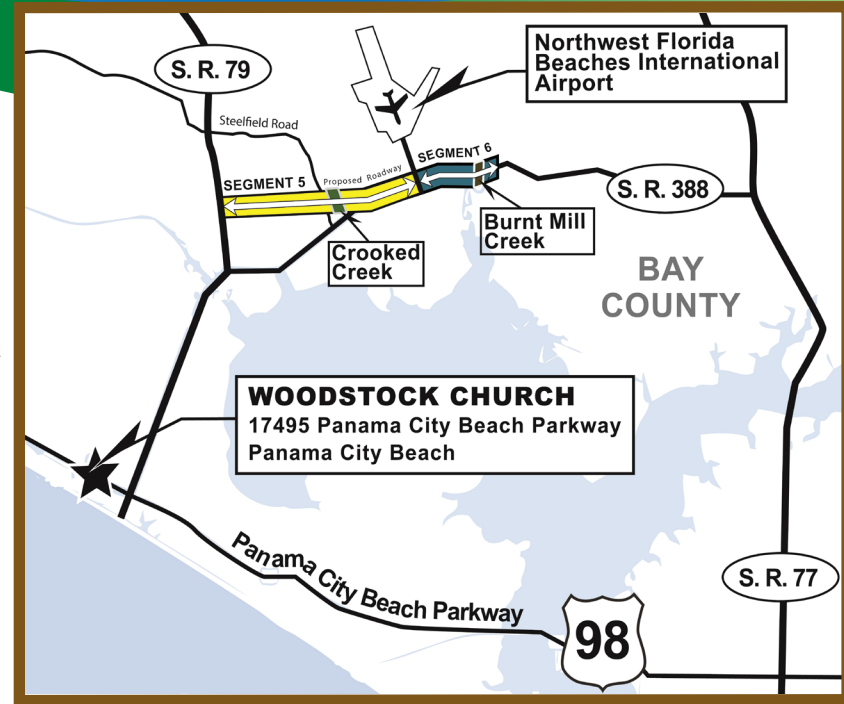 Northwest Florida
Beaches International
Airport
S. R. 79
Steelfield Road
SEGMENT 6
Proposed Roadway
SEGMENT 5
S. R. 388
Burnt Mill
Creek
Crooked
Creek
BAY
COUNTY
WOODSTOCK CHURCH
17495 Panama City Beach Parkway
Panama City Beach
Panama City Beach Parkway
S. R. 77
98